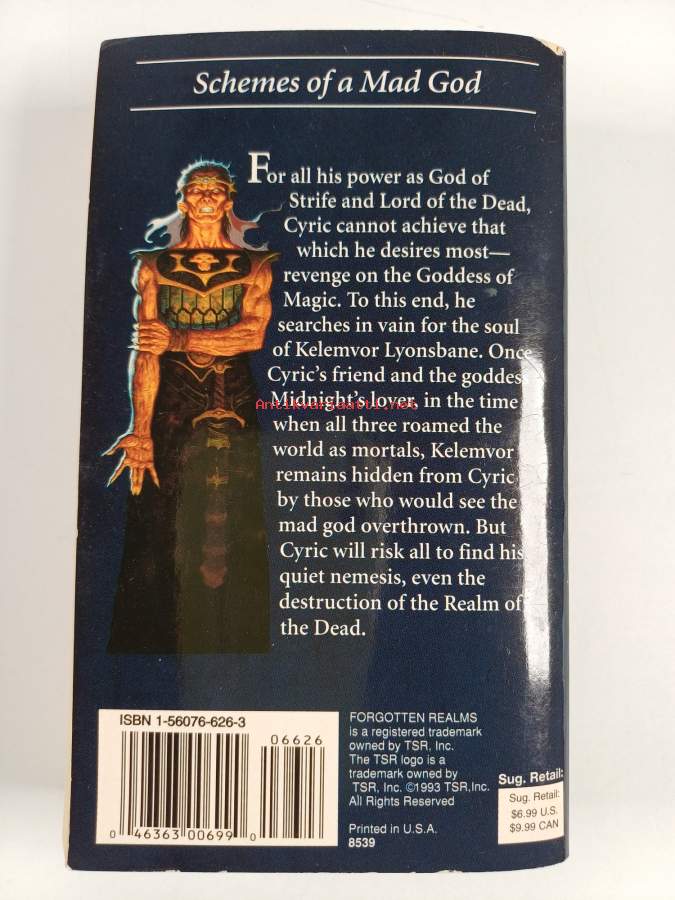 Schemes of a Mad God
For all his power as God of
Strife and Lord of the Dead,
Cyric cannot achieve that
which he desires most—
revenge on the Goddess of
Magic. To this end, he
searches in vain for the soul
of Kelemvor Lyonsbane. Once
Cyric's friend and the goddess
Midnight's lover, in the time
Antikvariaatti.net
when all three roamed the
world as mortals, Kelemvor
remains hidden from Cyric
by those who would see the
mad god overthrown. But
Cyric will risk all to find his
quiet nemesis, even the
destruction of the Realm of
the Dead.
ISBN 1-56076-626-3
06626
0 46363 00699 0
FORGOTTEN REALMS
is a registered trademark
owned by TSR, Inc.
The TSR logo is a
trademark owned by
TSR, Inc. ©1993 TSR,Inc.
All Rights Reserved
Printed in U.S.A.
8539
Sug. Retail:
Sug. Retail:
$6.99 U.S.
$9.99 CAN